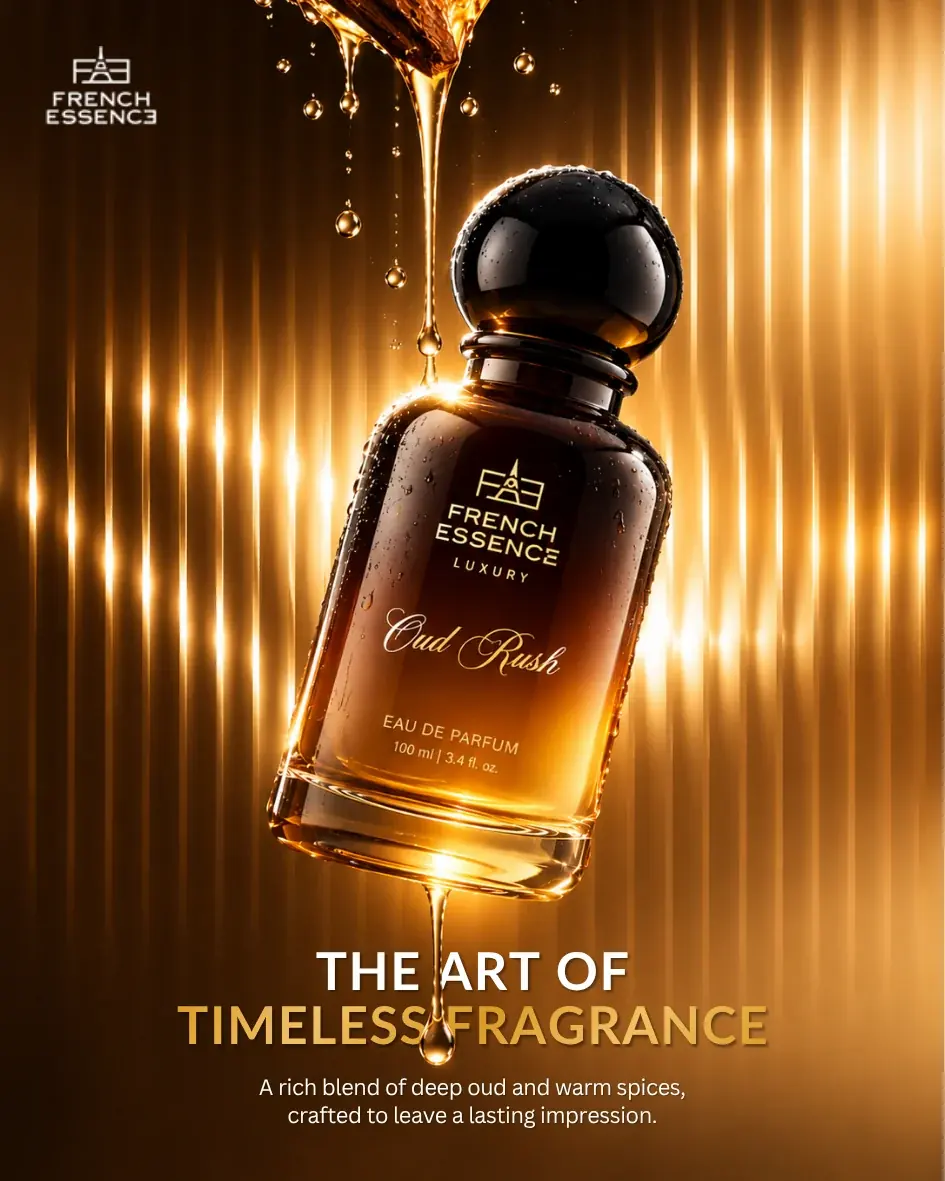 FRENCH
ESSENCE
FRENCH
ESSENCE
LUXURY
Oud Rush
EAU DE PARFUM
100 ml | 3.4 fl. oz.
THE ART OF
TIMELESS FRAGRANCE
A rich blend of deep oud and warm spices,
crafted to leave a lasting impression.